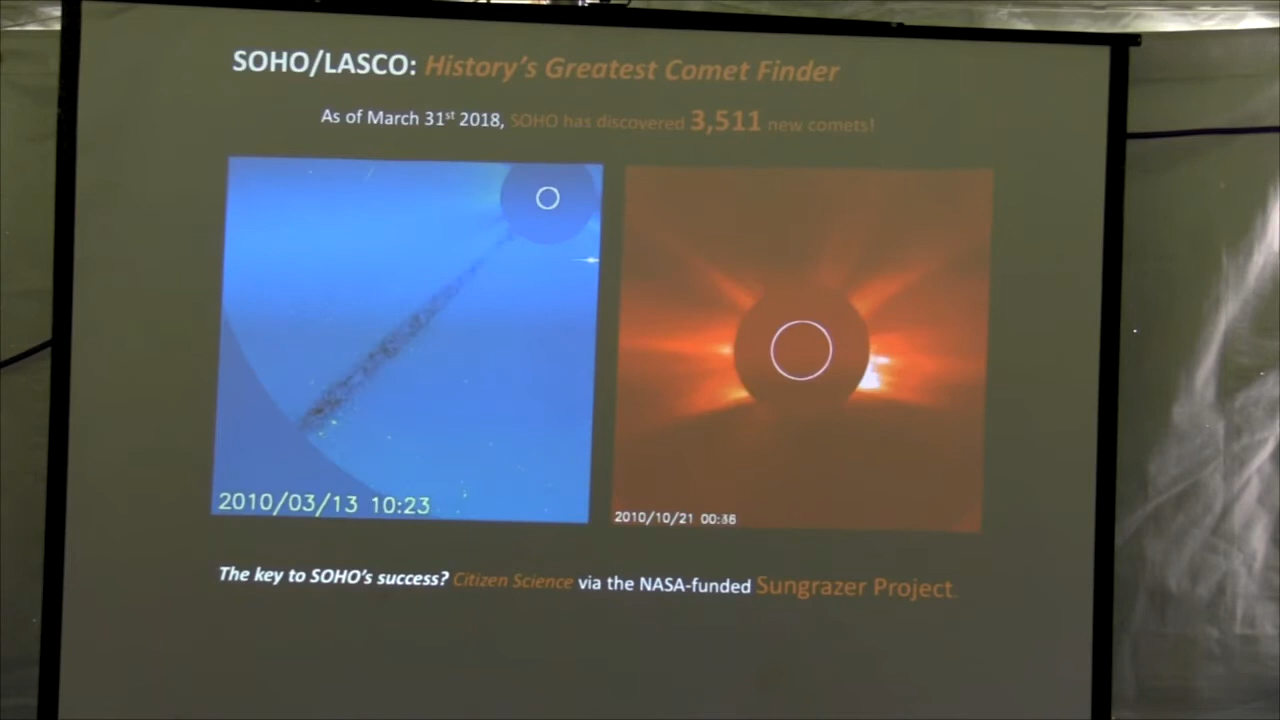 SOHO/LASCO: History's Greatest Comet Finder
As of March 31st 2018, SOHO has discovered 3,511 new comets!
2010/03/13 10:23
2010/10/21 00:36
The key to SOHO's success? Citizen Science via the NASA-funded Sungrazer Project.